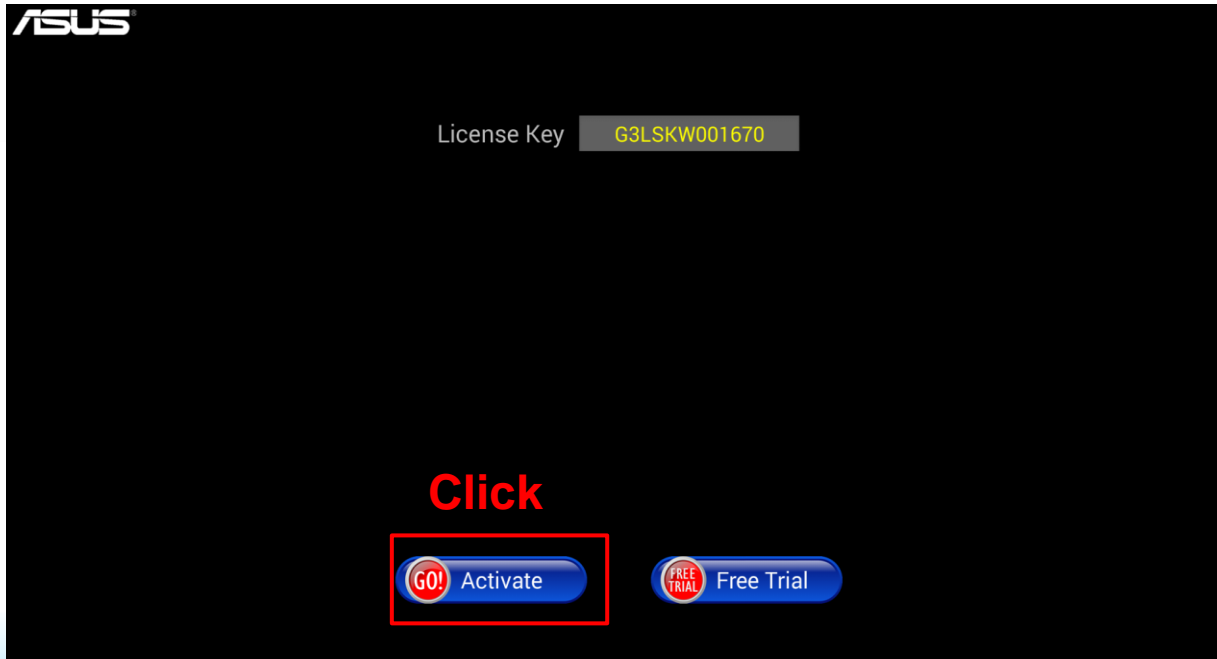 ASUS
License Key G3LSKW001670
Click
GO! Activate
FREE TRIAL Free Trial